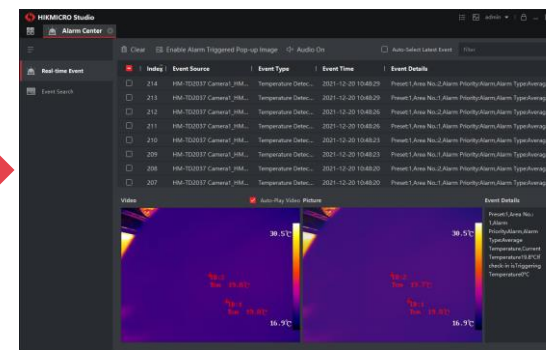 HIKMICRO Studio
admin
Alarm Center
Clear Enable Alarm Triggered Pop-up Image Audio On Auto-Select Latest Event Filter
Real-time Event
Event Search
Index Event Source Event Type Event Time Event Details
214 HM-TD2037 Camera1_HM... Temperature Detec... 2021-12-20 10:48:29 Preset:1,Area No.:2,Alarm Priority:Alarm,Alarm Type:Averag
213 HM-TD2037 Camera1_HM... Temperature Detec... 2021-12-20 10:48:29 Preset:1,Area No.:1,Alarm Priority:Alarm,Alarm Type:Averag
212 HM-TD2037 Camera1_HM... Temperature Detec... 2021-12-20 10:48:26 Preset:1,Area No.:2,Alarm Priority:Alarm,Alarm Type:Averag
211 HM-TD2037 Camera1_HM... Temperature Detec... 2021-12-20 10:48:26 Preset:1,Area No.:1,Alarm Priority:Alarm,Alarm Type:Averag
210 HM-TD2037 Camera1_HM... Temperature Detec... 2021-12-20 10:48:23 Preset:1,Area No.:2,Alarm Priority:Alarm,Alarm Type:Averag
209 HM-TD2037 Camera1_HM... Temperature Detec... 2021-12-20 10:48:23 Preset:1,Area No.:1,Alarm Priority:Alarm,Alarm Type:Averag
208 HM-TD2037 Camera1_HM... Temperature Detec... 2021-12-20 10:48:20 Preset:1,Area No.:2,Alarm Priority:Alarm,Alarm Type:Averag
207 HM-TD2037 Camera1_HM... Temperature Detec... 2021-12-20 10:48:20 Preset:1,Area No.:1,Alarm Priority:Alarm,Alarm Type:Averag
Video Auto-Play Video Picture Event Details
Preset:1,Area No.:
1,Alarm
Priority:Alarm,Alarm
Type:Average
Temperature,Current
check in isTriggering
Temperature0°C
30.5°C 30.5°C
16.9°C 16.9°C